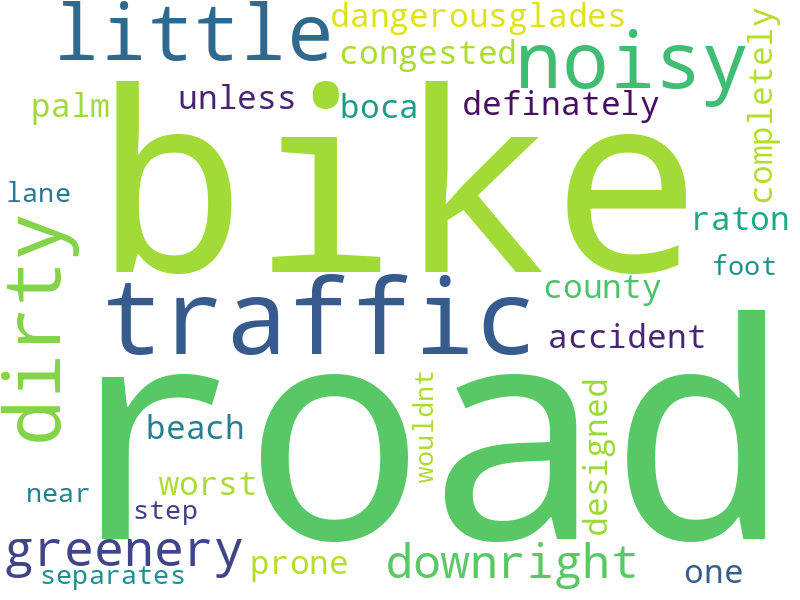 little
dangerousglades
congested
noisy
completely
palm
unless
boca
definately
bike
lane
raton
dirty
foot
traffic
county
accident
road
beach
wouldnt
designed
near
worst
step
greenery
prone
downright
one
separates